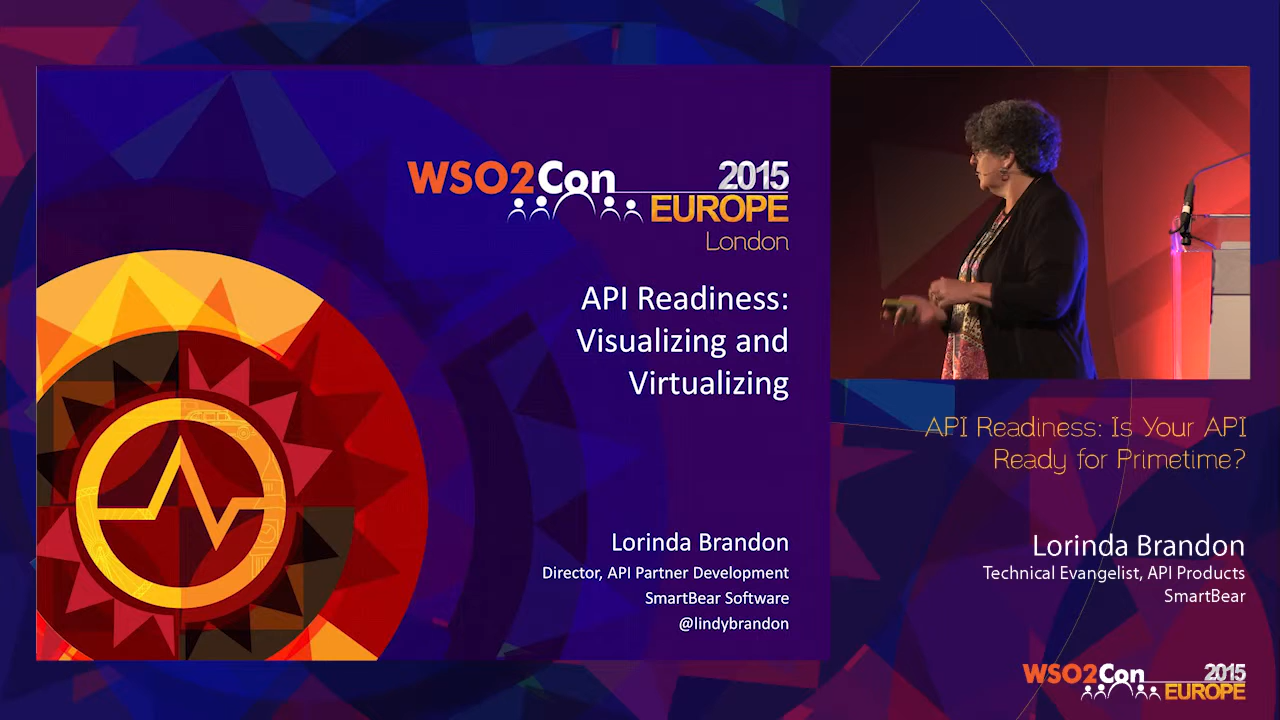 WSO2Con 2015
EUROPE
London
API Readiness:
Visualizing and
Virtualizing
Lorinda Brandon
Director, API Partner Development
SmartBear Software
@lindybrandon
API Readiness: Is Your API
Ready for Primetime?
Lorinda Brandon
Technical Evangelist, API Products
SmartBear
WSO2Con 2015
EUROPE